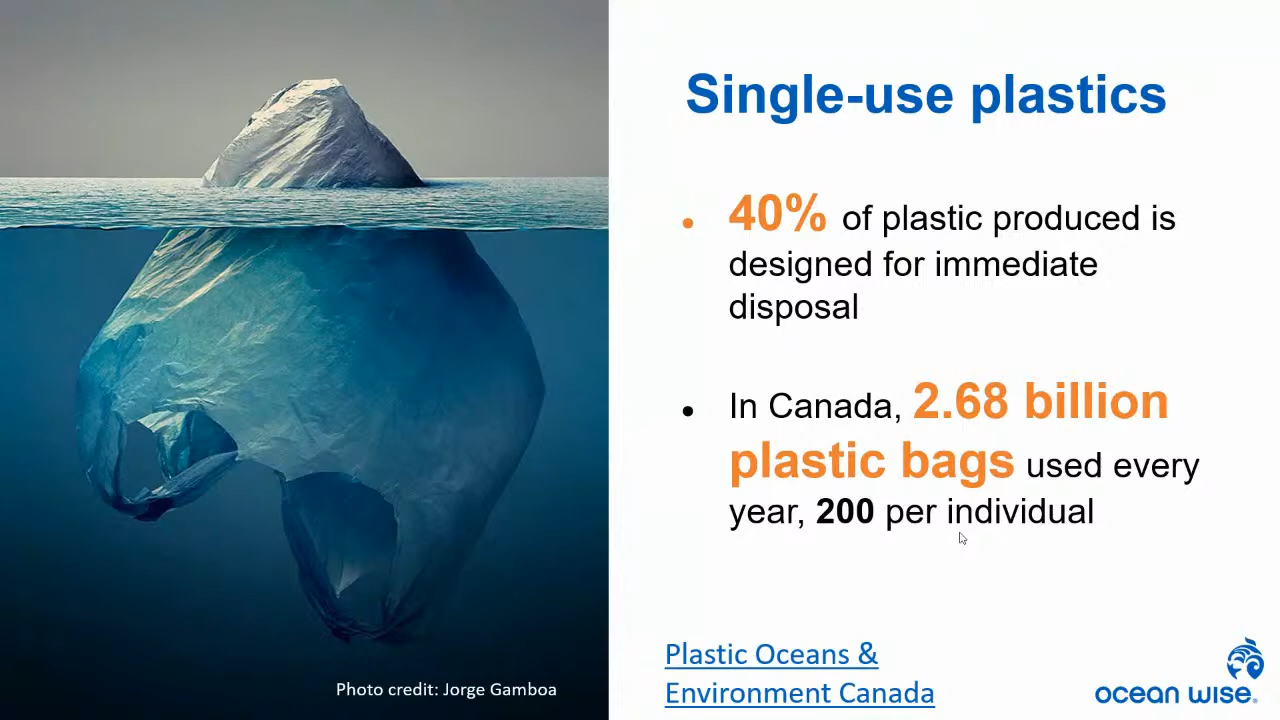 Single-use plastics
• 40% of plastic produced is
designed for immediate
disposal
• In Canada, 2.68 billion
plastic bags used every
year, 200 per individual
Photo credit: Jorge Gamboa
Plastic Oceans &
Environment Canada
ocean wise.